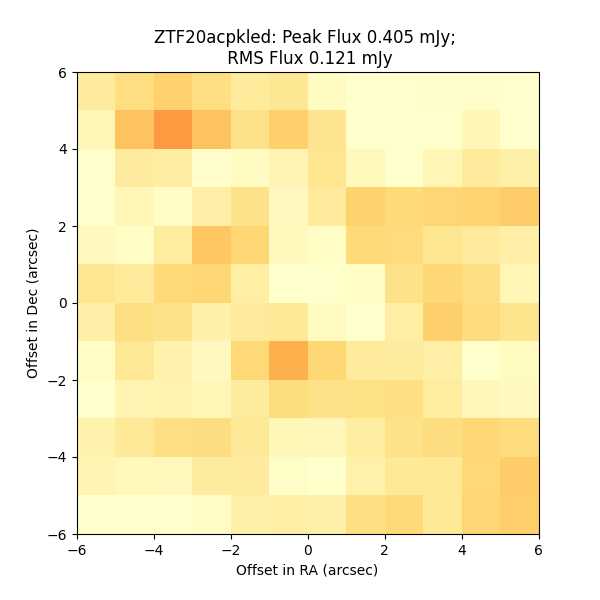 ZTF20acpkled: Peak Flux 0.405 mJy;
RMS Flux 0.121 mJy
6
4
2
0
−2
−4
−6
Offset in Dec (arcsec)
−6 −4 −2 0 2 4 6
Offset in RA (arcsec)